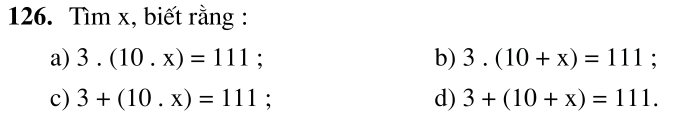 126. Tìm x, biết rằng :
a) 3 . (10 . x) = 111 ; b) 3 . (10 + x) = 111 ;
c) 3 + (10 . x) = 111 ; d) 3 + (10 + x) = 111.